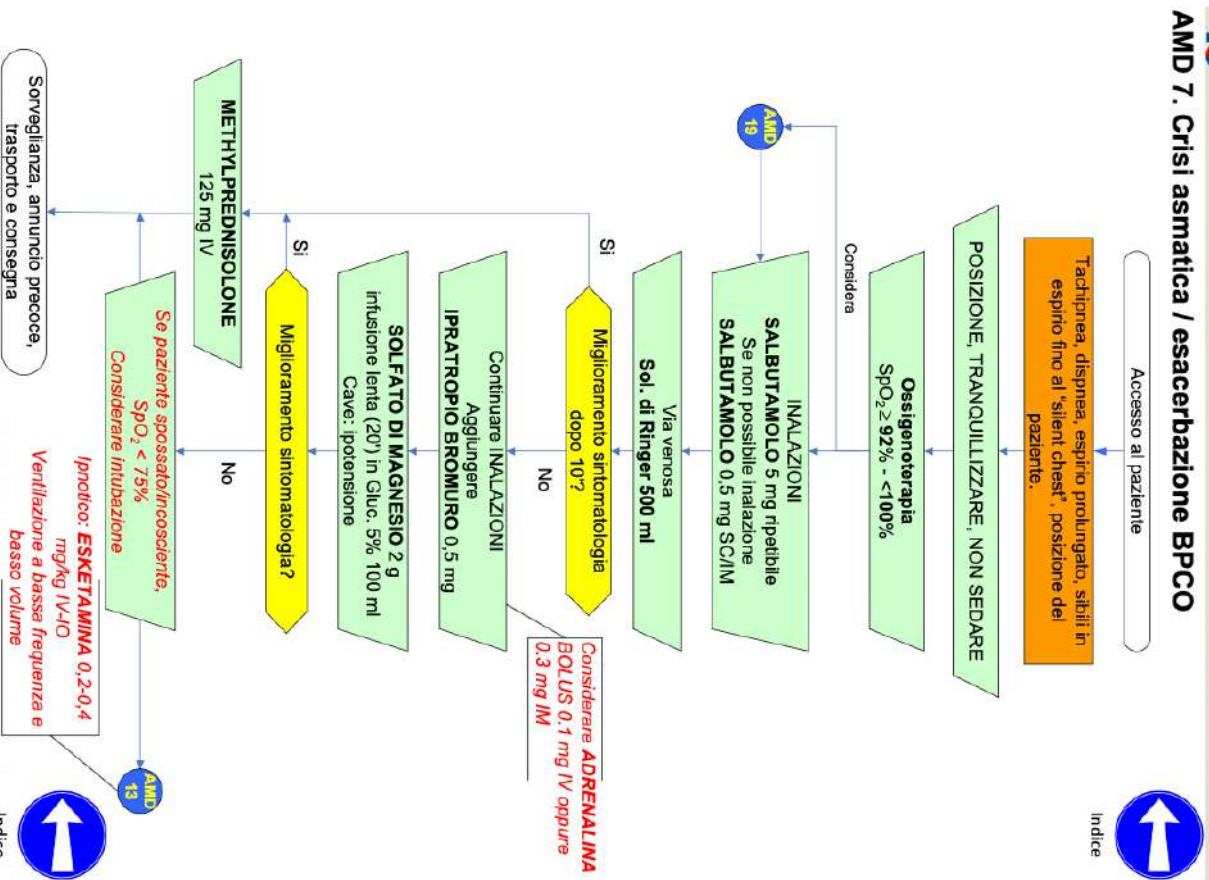 AMD 7. Crisi asmatica / esacerbazione BPCO
Indice
Accesso al paziente
Tachipnea, dispnea, espirio prolungato, sibili in
espirio fino al "silent chest", posizione del
paziente.
POSIZIONE, TRANQUILLIZZARE, NON SEDARE
Ossigenoterapia
SpO₂ ≥ 92% - <100%
Considera
AMD
19
INALAZIONI
SALBUTAMOLO 5 mg ripetibile
Se non possibile inalazione
SALBUTAMOLO 0,5 mg SC/IM
Via venosa
Sol. di Ringer 500 ml
Miglioramento sintomatologia
dopo 10'?
Si
No
Continuare INALAZIONI
Aggiungere
IPRATROPIO BROMURO 0,5 mg
Considerare ADRENALINA
BOLUS 0.1 mg IV oppure
0.3 mg IM
SOLFATO DI MAGNESIO 2 g
infusione lenta (20') in Gluc. 5% 100 ml
Cave: ipotensione
Miglioramento sintomatologia?
Si
No
METHYLPREDNISOLONE
125 mg IV
Se paziente spossato/incosciente,
SpO₂ < 75%
Considerare intubazione
AMD
13
Ipnotico: ESKETAMINA 0,2-0,4
mg/kg IV-IO
Ventilazione a bassa frequenza e
basso volume
Sorveglianza, annuncio precoce,
trasporto e consegna
Indice